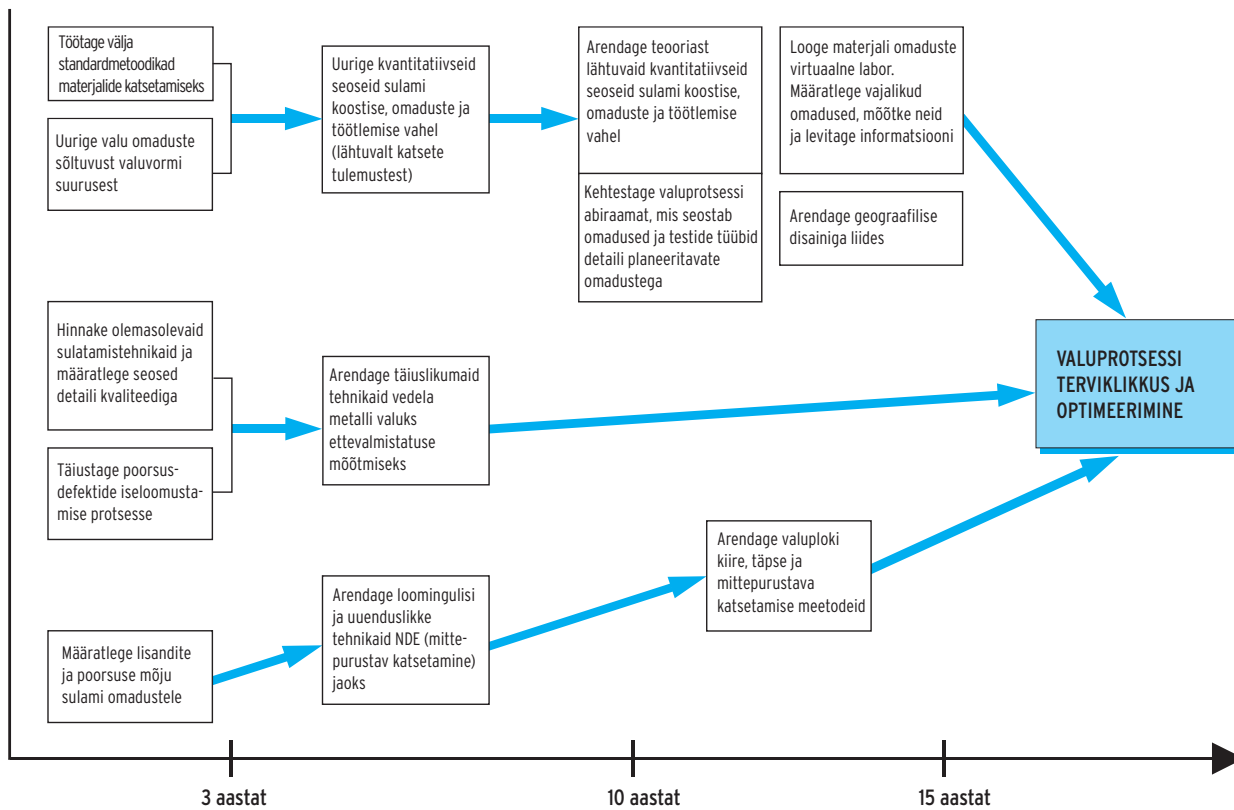 Töötage välja
standardmetoodikad
materjalide katsetamiseks
Uurige valu omaduste
sõltuvust valuvormi
suurusest
Uurige kvantitatiivseid
seoseid sulami
koostise, omaduste ja
töötlemise vahel
(lähtuvalt katsete
tulemustest)
Arendage teooriast
lähtuvaid kvantitatiivseid
seoseid sulami koostise,
omaduste ja töötlemise
vahel
Kehtestage valuprotsessi
abiraamat, mis seostab
omadused ja testide tüübid
detaili planeeritavate
omadustega
Looge materjali omaduste
virtuaalne labor.
Määratlege vajalikud
omadused, mõõtke neid
ja levitage informatsiooni
Arendage geograafilise
disainiga liides
Hinnake olemasolevaid
sulatamistehnikaid ja
määratlege seosed
detaili kvaliteediga
Täiustage poorsus-
defektide iseloomusta-
mise protsesse
Arendage täiuslikumaid
tehnikaid vedela
metalli valuks
ettevalmistatuse
mõõtmiseks
VALUPROTSESSI
TERVIKLIKKUS JA
OPTIMEERIMINE
Määratlege lisandite
ja poorsuse mõju
sulami omadustele
Arendage loomingulisi
ja uuenduslikke
tehnikaid NDE (mitte-
purustav katsetamine)
jaoks
Arendage valuploki
kiire, täpse ja
mittepurustava
katsetamise meetodeid
3 aastat
10 aastat
15 aastat